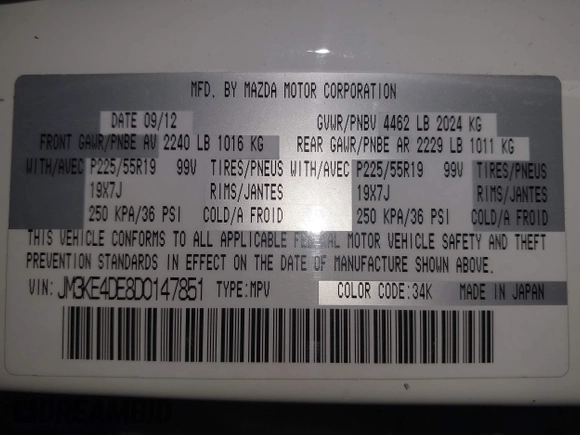 MFD. BY MAZDA MOTOR CORPORATION
DATE 09/12 GVWR/PNBV 4462 LB 2024 KG
FRONT GAWR/PNBE AV 2240 LB 1016 KG REAR GAWR/PNBE AR 2229 LB 1011 KG
WITH/AVEC P225/55R19 99V TIRES/PNEUS WITH/AVEC P225/55R19 99V TIRES/PNEUS
19X7J RIMS/JANTES 19X7J RIMS/JANTES
250 KPA/36 PSI COLD/A FROID 250 KPA/36 PSI COLD/A FROID
THIS VEHICLE CONFORMS TO ALL APPLICABLE FEDERAL MOTOR VEHICLE SAFETY AND THEFT
PREVENTION STANDARDS IN EFFECT ON THE DATE OF MANUFACTURE SHOWN ABOVE.
VIN: JM3KE4DE8D0147851 TYPE:MPV COLOR CODE:34K MADE IN JAPAN
DREAMBID